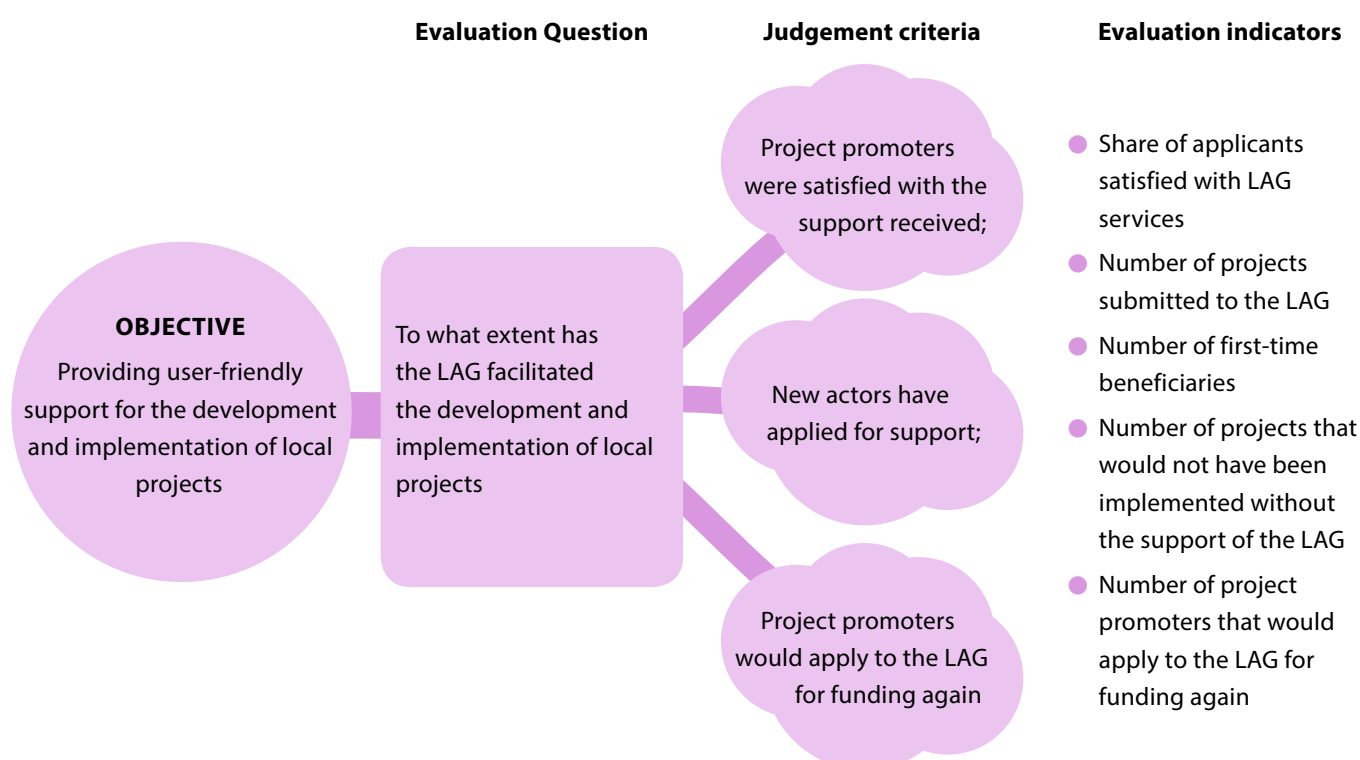 Evaluation Question
Judgement criteria
Evaluation indicators
OBJECTIVE
Providing user-friendly
support for the development
and implementation of local
projects
To what extent has
the LAG facilitated
the development and
implementation of local
projects
Project promoters
were satisfied with the
support received;
New actors have
applied for support;
Project promoters
would apply to the LAG
for funding again
Share of applicants
satisfied with LAG
services
Number of projects
submitted to the LAG
Number of first-time
beneficiaries
Number of projects that
would not have been
implemented without
the support of the LAG
Number of project
promoters that would
apply to the LAG for
funding again